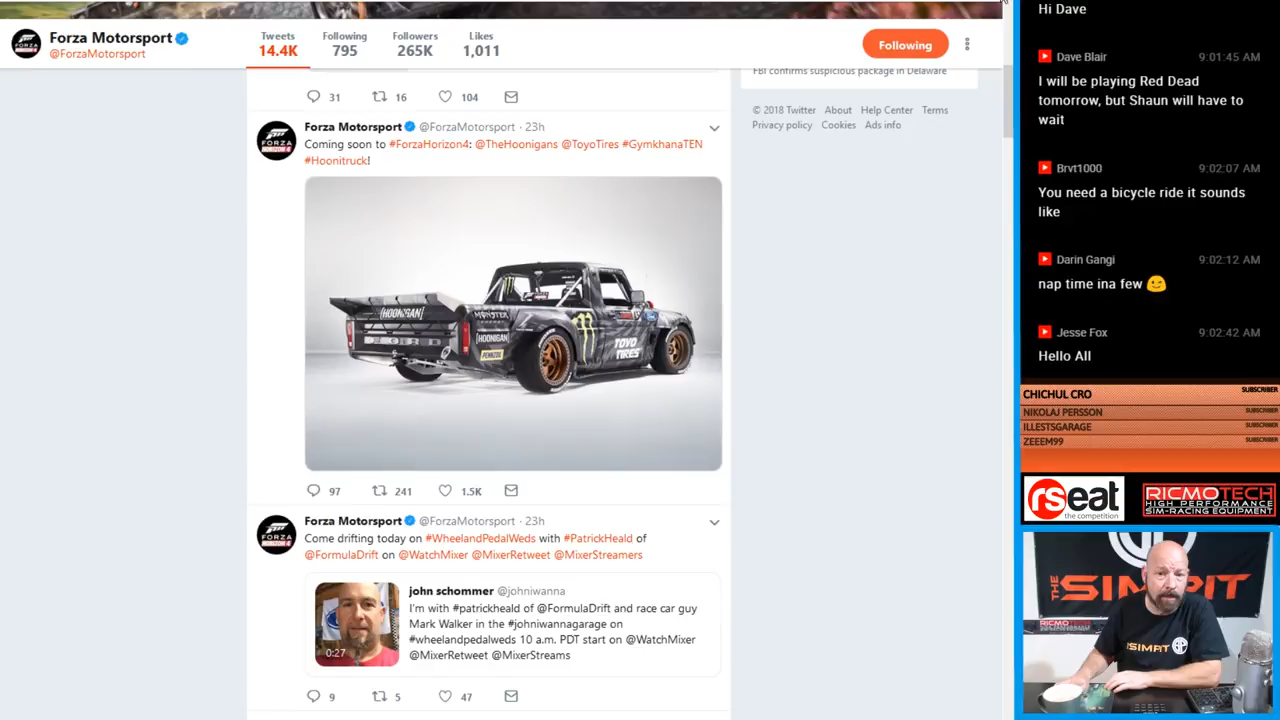 Forza Motorsport
@ForzaMotorsport
Tweets
14.4K
Following
795
Followers
265K
Likes
1,011
Following
FBI confirms suspicious package in Delaware
31
16
104
© 2018 Twitter About Help Center Terms
Privacy policy Cookies Ads info
Forza Motorsport @ForzaMotorsport · 23h
Coming soon to #ForzaHorizon4: @TheHoonigans @ToyoTires #GymkhanaTEN
#Hoonitruck!
HOONIGAN
MONSTER
HOONIGAN
PENNZOIL
TOYO
TIRES
97
241
1.5K
Forza Motorsport @ForzaMotorsport · 23h
Come drifting today on #WheelandPedalWeds with #PatrickHeald of
@FormulaDrift on @WatchMixer @MixerRetweet @MixerStreamers
john schommer @johniwanna
I'm with #patrickheald of @FormulaDrift and race car guy
Mark Walker in the #johniwannagarage on
#wheelandpedalweds 10 a.m. PDT start on @WatchMixer
@MixerRetweet @MixerStreams
0:27
9
5
47
Hi Dave
Dave Blair 9:01:45 AM
I will be playing Red Dead
tomorrow, but Shaun will have to
wait
Brvt1000 9:02:07 AM
You need a bicycle ride it sounds
like
Darin Gangi 9:02:12 AM
nap time ina few
Jesse Fox 9:02:42 AM
Hello All
CHICHUL CRO SUBSCRIBER
NIKOLAJ PERSSON SUBSCRIBER
ILLESTSGARAGE SUBSCRIBER
ZEEEM99 SUBSCRIBER
rseat
the competition
RICMOTECH
HIGH PERFORMANCE
SIM-RACING EQUIPMENT
THE
SIMPIT
RICMOTECH
SIMPIT